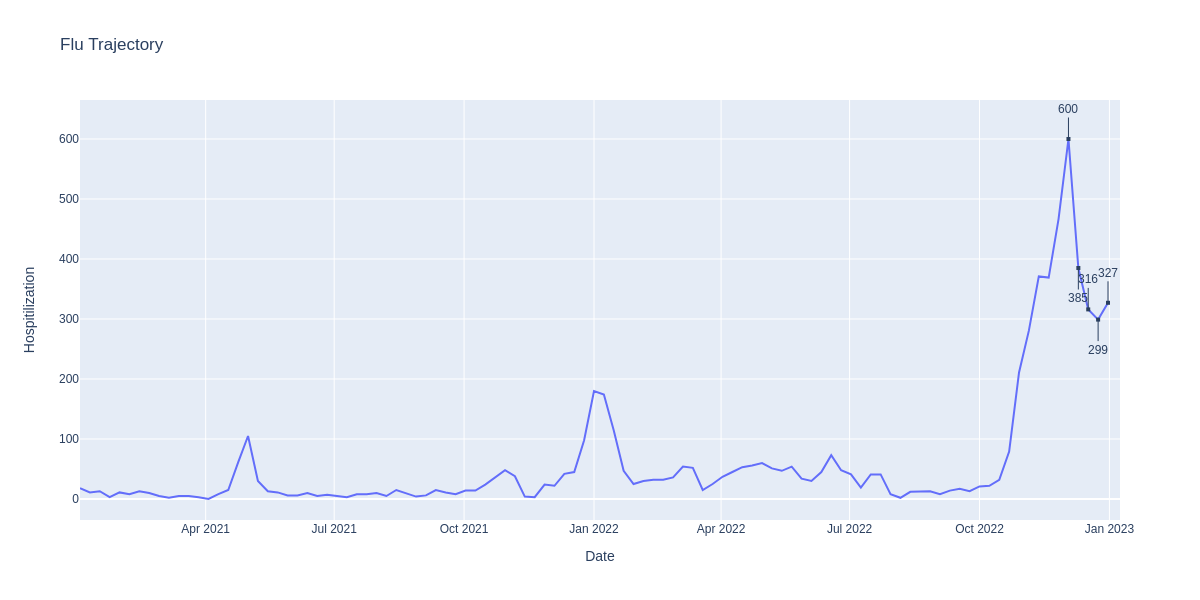 Flu Trajectory
600
500
400
300
200
100
0
Hospitilization
600
316
327
385
299
Apr 2021
Jul 2021
Oct 2021
Jan 2022
Apr 2022
Jul 2022
Oct 2022
Jan 2023
Date